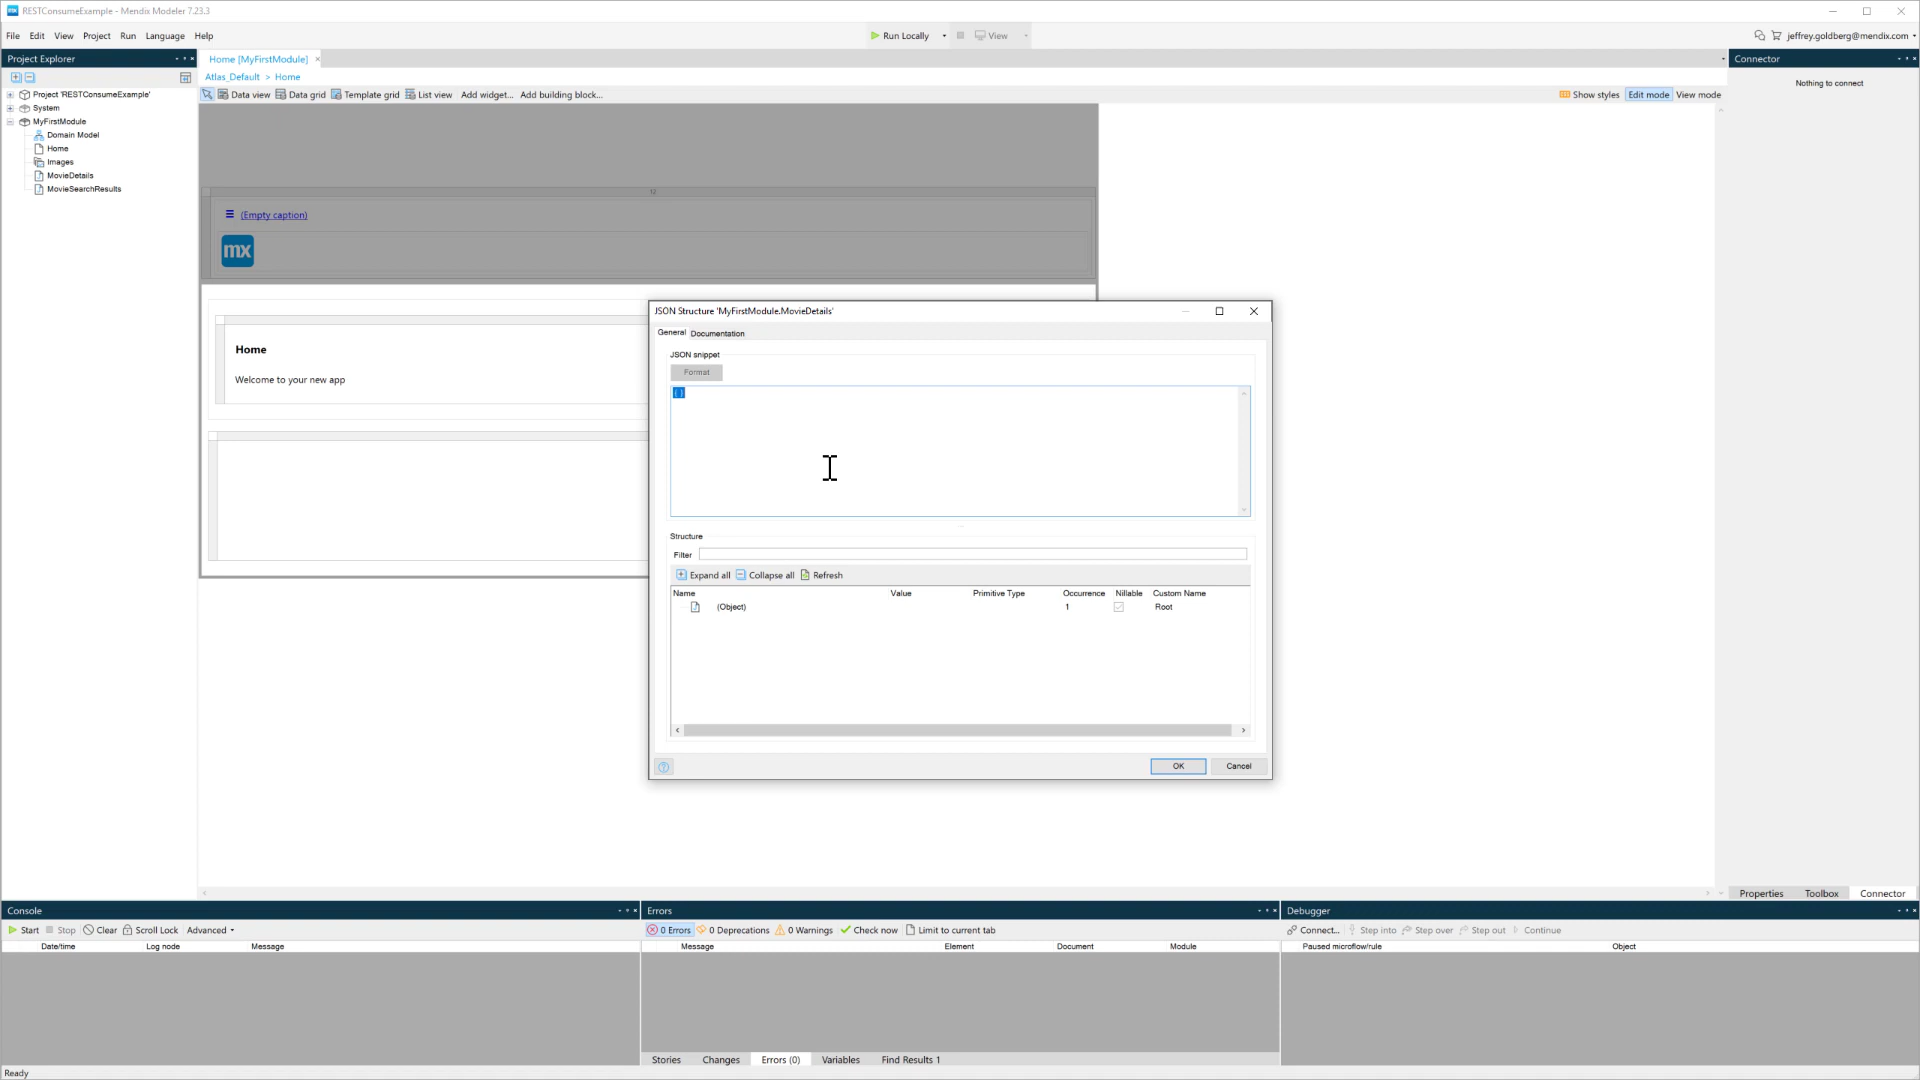 RESTConsumeExample - Mendix Modeler 7.23.3
File Edit View Project Run Language Help
Run Locally View
jeffrey.goldberg@mendix.com
Project Explorer
Project 'RESTConsumeExample'
System
MyFirstModule
Domain Model
Home
Images
MovieDetails
MovieSearchResults
Home [MyFirstModule]
Atlas_Default > Home
Data view Data grid Template grid List view Add widget... Add building block...
Show styles Edit mode View mode
12
(Empty caption)
mx
Home
Welcome to your new app
JSON Structure 'MyFirstModule.MovieDetails'
General Documentation
JSON snippet
Format
Structure
Filter
Expand all Collapse all Refresh
Name Value Primitive Type Occurrence Nillable Custom Name
(Object) 1 Root
OK Cancel
Connector
Nothing to connect
Properties Toolbox Connector
Console
Start Stop Clear Scroll Lock Advanced
Date/time Log node Message
Errors
0 Errors 0 Deprecations 0 Warnings Check now Limit to current tab
Message Element Document Module
Stories Changes Errors (0) Variables Find Results 1
Debugger
Connect... Step into Step over Step out Continue
Paused microflow/rule Object
Ready